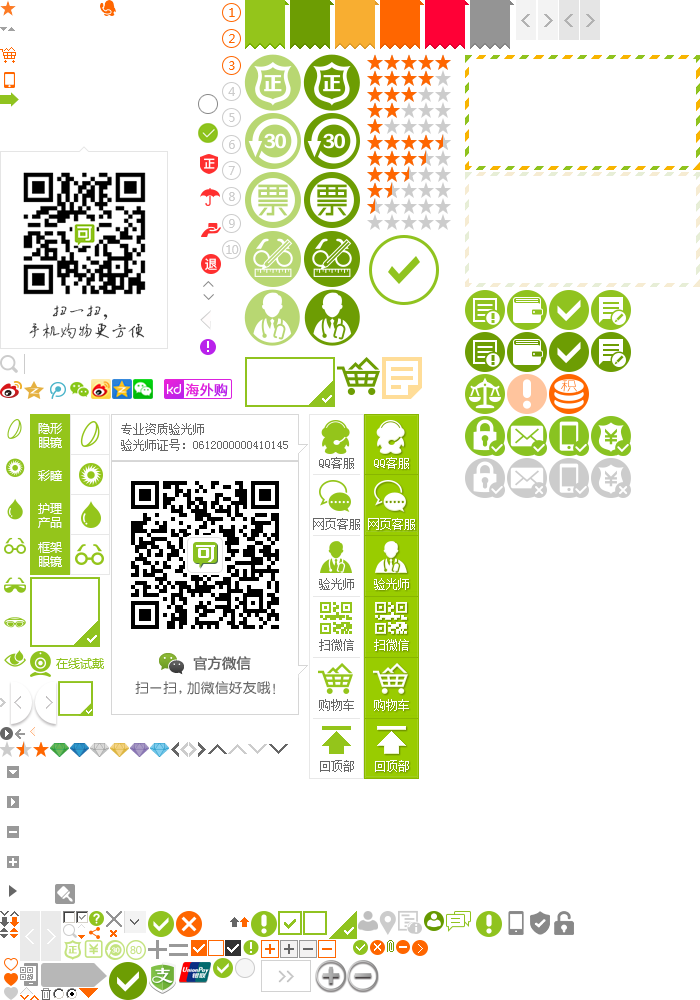 1
2
3
4
5
6
7
8
9
10
正
正
30
30
票
票
正
退
可
扫一扫，
手机购物更方便
kd 海外购
隐形
眼镜
彩瞳
护理
产品
框架
眼镜
在线试戴
专业资质验光师
验光师证号：0612000000410145
可
官方微信
扫一扫，加微信好友哦！
QQ客服
QQ客服
网页客服
网页客服
验光师
验光师
扫微信
扫微信
购物车
购物车
回顶部
回顶部
积
¥
¥
正
¥
30
80
支
UnionPay
银联